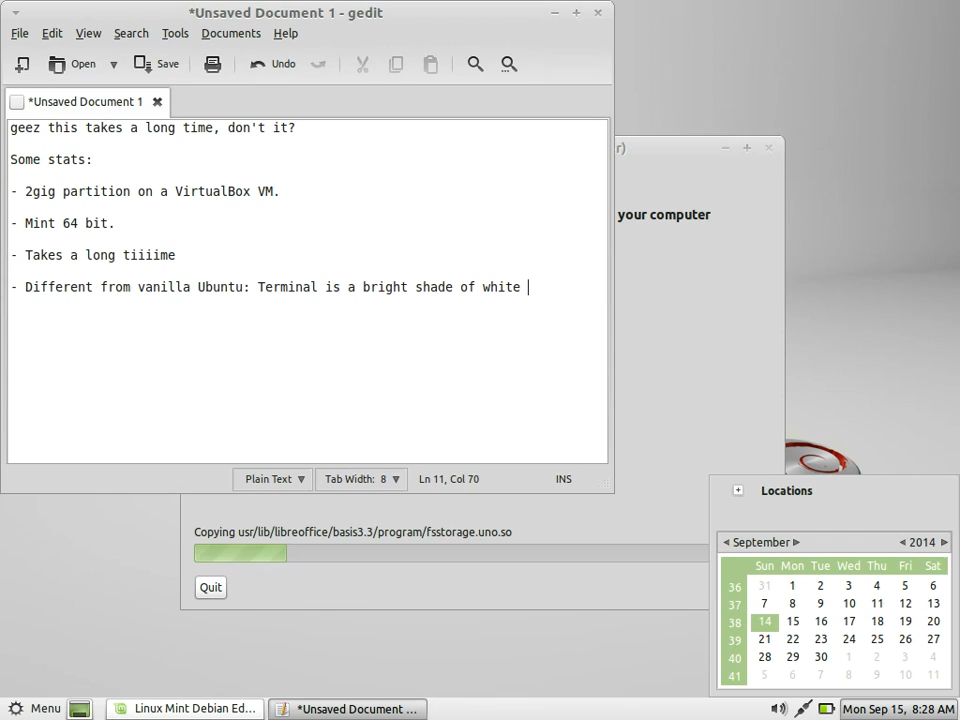 *Unsaved Document 1 - gedit
File Edit View Search Tools Documents Help
Open Save Undo
*Unsaved Document 1
geez this takes a long time, don't it?
Some stats:
- 2gig partition on a VirtualBox VM.
- Mint 64 bit.
- Takes a long tiiiime
- Different from vanilla Ubuntu: Terminal is a bright shade of white
Plain Text Tab Width: 8 Ln 11, Col 70 INS
r)
your computer
Copying usr/lib/libreoffice/basis3.3/program/fsstorage.uno.so
Quit
Locations
September 2014
Sun Mon Tue Wed Thu Fri Sat
36 31 1 2 3 4 5 6
37 7 8 9 10 11 12 13
38 14 15 16 17 18 19 20
39 21 22 23 24 25 26 27
40 28 29 30 1 2 3 4
41 5 6 7 8 9 10 11
Menu Linux Mint Debian Ed... *Unsaved Document ... Mon Sep 15, 8:28 AM